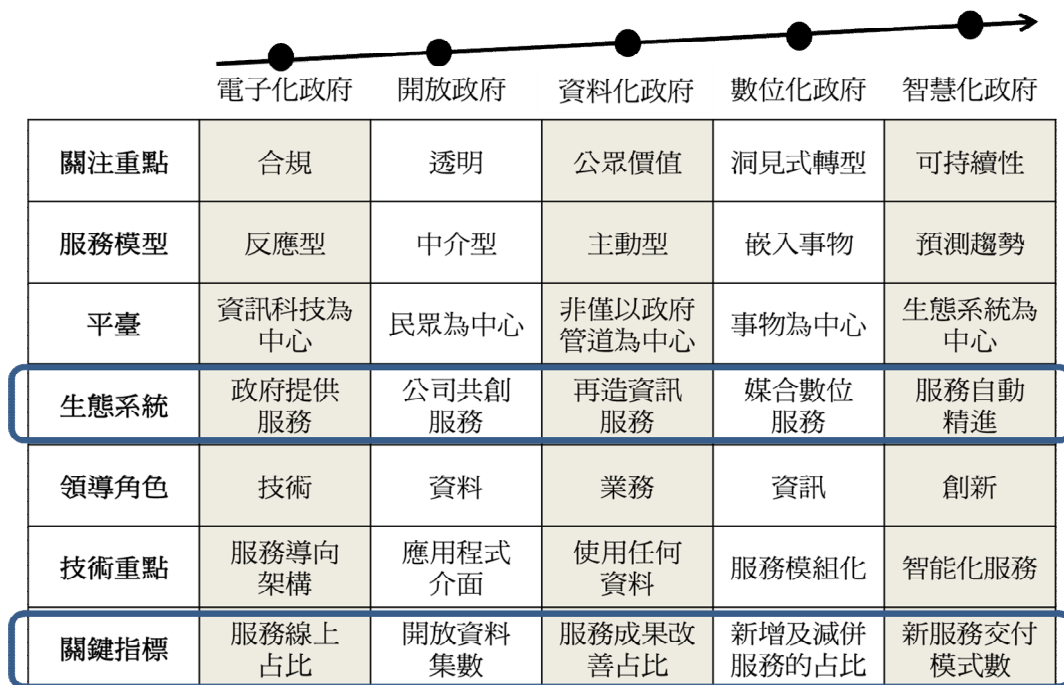 電子化政府 開放政府 資料化政府 數位化政府 智慧化政府
關注重點 合規 透明 公眾價值 洞見式轉型 可持續性
服務模型 反應型 中介型 主動型 嵌入事物 預測趨勢
平臺 資訊科技為 民眾為中心 非僅以政府 事物為中心 生態系統為
中心 管道為中心 中心
生態系統 政府提供 公司共創 再造資訊 媒合數位 服務自動
服務 服務 服務 服務 精進
領導角色 技術 資料 業務 資訊 創新
技術重點 服務導向 應用程式 使用任何 服務模組化 智能化服務
架構 介面 資料
關鍵指標 服務線上 開放資料 服務成果改 新增及減併 新服務交付
占比 集數 善占比 服務的占比 模式數